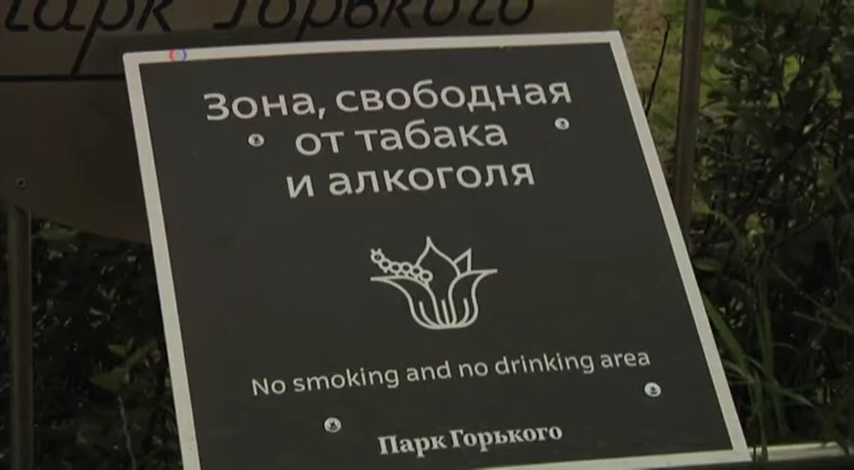 Парк Горького
Зона, свободная
от табака
и алкоголя
No smoking and no drinking area
Парк Горького